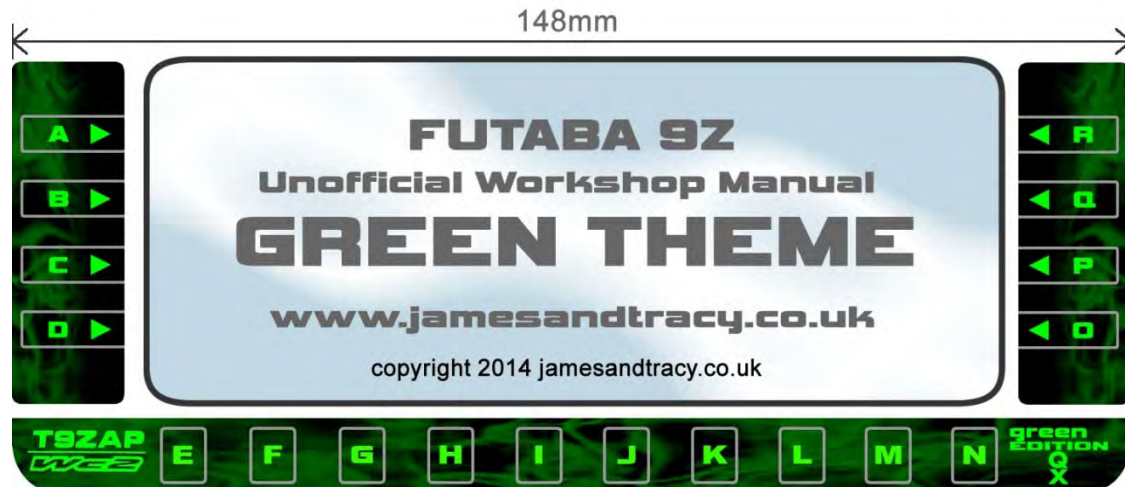 148mm
A
B
C
D
FUTABA 9Z
Unofficial Workshop Manual
GREEN THEME
www.jamesandtracy.co.uk
copyright 2014 jamesandtracy.co.uk
R
Q
P
O
T9ZAP
WC2
E F G H I J K L M N
green
EDITION
QX